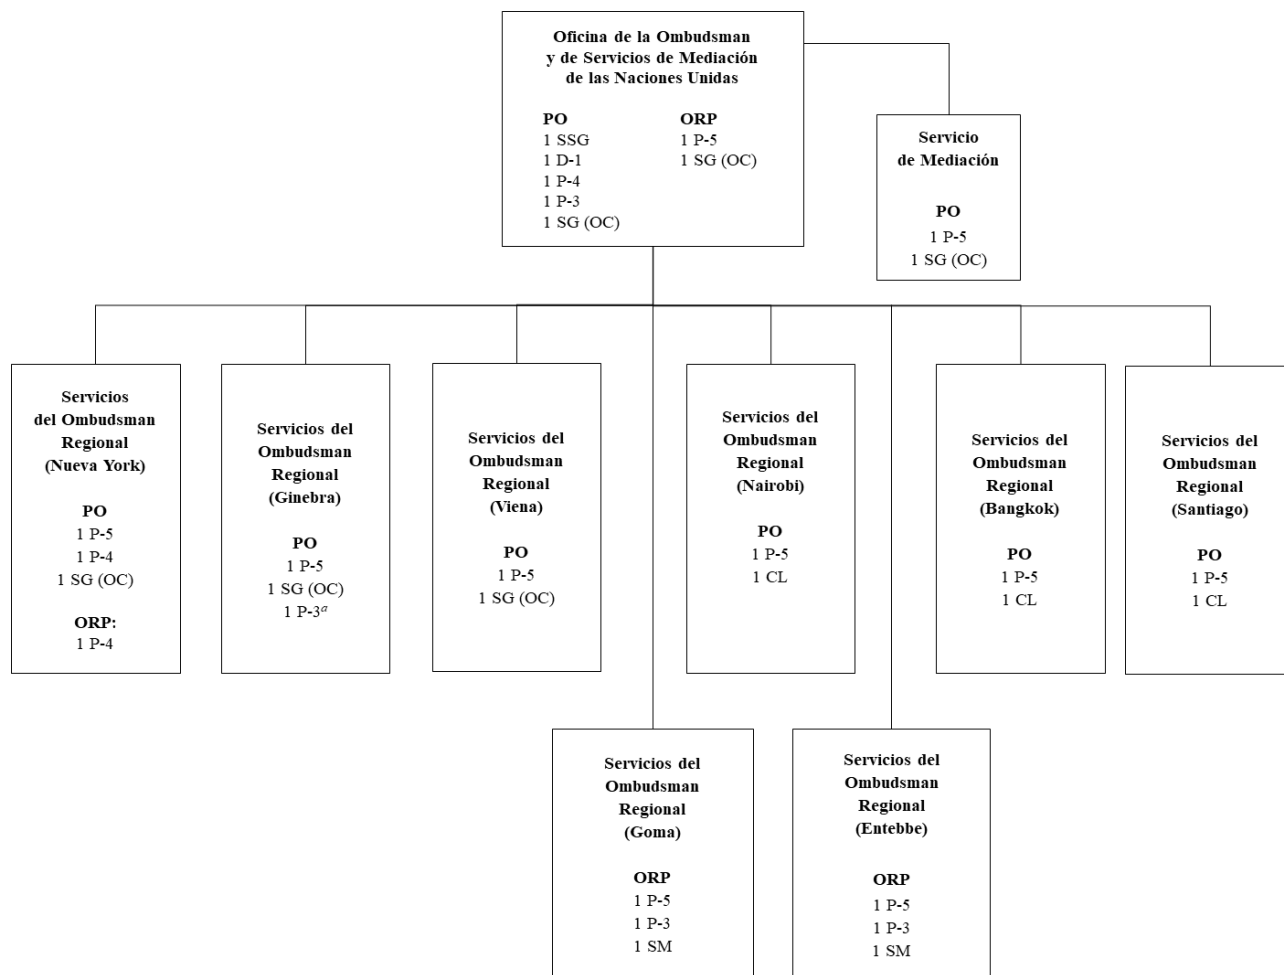 Oficina de la Ombudsman
y de Servicios de Mediación
de las Naciones Unidas
PO
1 SSG
1 D-1
1 P-4
1 P-3
1 SG (OC)
ORP
1 P-5
1 SG (OC)
Servicio
de Mediación
PO
1 P-5
1 SG (OC)
Servicios
del Ombudsman
Regional
(Nueva York)
PO
1 P-5
1 P-4
1 SG (OC)
ORP:
1 P-4
Servicios del
Ombudsman
Regional
(Ginebra)
PO
1 P-5
1 SG (OC)
1 P-3a
Servicios del
Ombudsman
Regional
(Viena)
PO
1 P-5
1 SG (OC)
Servicios del
Ombudsman
Regional
(Nairobi)
PO
1 P-5
1 CL
Servicios del
Ombudsman
Regional
(Bangkok)
PO
1 P-5
1 CL
Servicios del
Ombudsman
Regional
(Santiago)
PO
1 P-5
1 CL
Servicios del
Ombudsman
Regional
(Goma)
ORP
1 P-5
1 P-3
1 SM
Servicios del
Ombudsman
Regional
(Entebbe)
ORP
1 P-5
1 P-3
1 SM